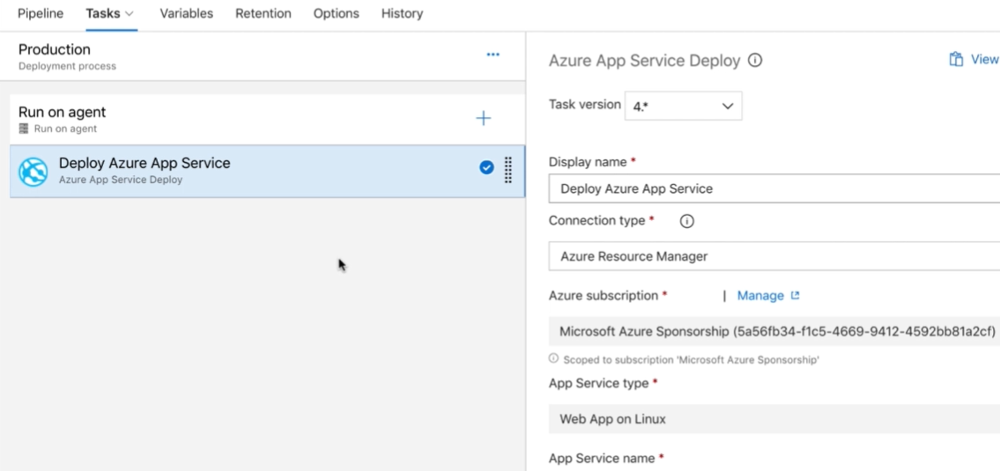 Pipeline Tasks Variables Retention Options History
Production
Deployment process
Run on agent
Run on agent
Deploy Azure App Service
Azure App Service Deploy
Azure App Service Deploy
View
Task version 4.*
Display name *
Deploy Azure App Service
Connection type *
Azure Resource Manager
Azure subscription * | Manage
Microsoft Azure Sponsorship (5a56fb34-f1c5-4669-9412-4592bb81a2cf)
Scoped to subscription 'Microsoft Azure Sponsorship'
App Service type *
Web App on Linux
App Service name *